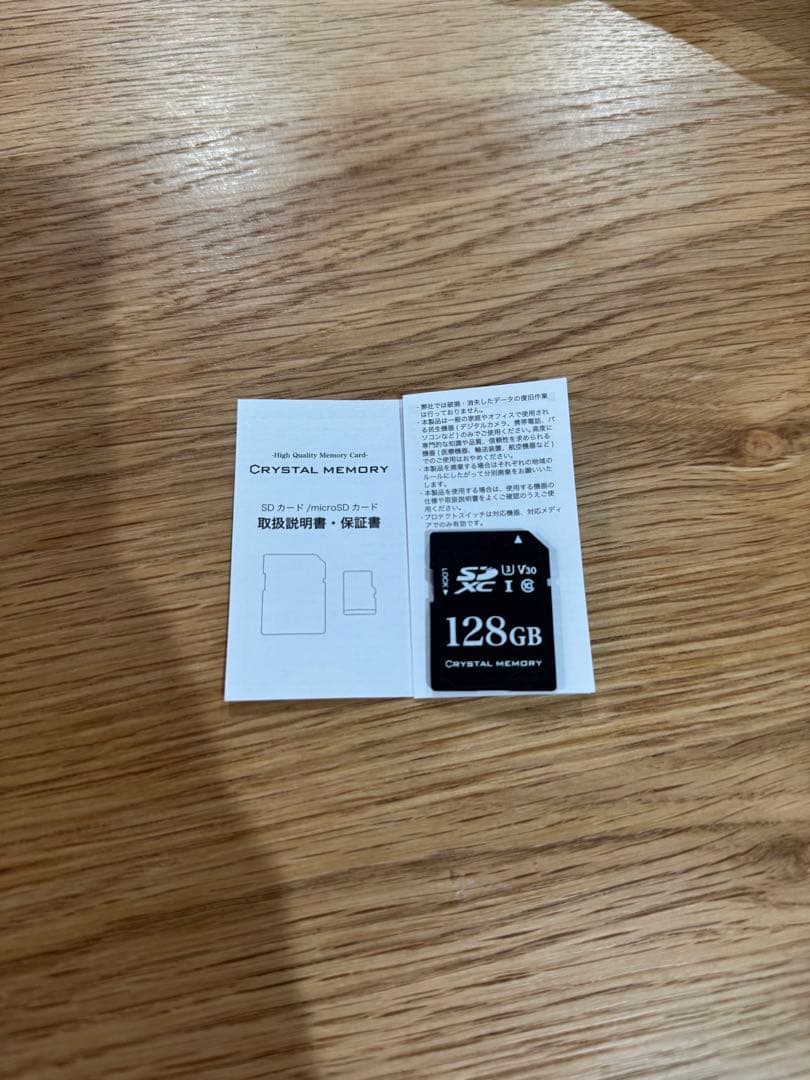 -High Quality Memory Card-
CRYSTAL MEMORY
SDカード/microSDカード
取扱説明書・保証書
・弊社では破損・消失したデータの復旧作業
は行っておりません。
・本製品は一般の家庭やオフィスで使用され
る民生機器(デジタルカメラ、携帯電話、パ
ソコンなど)のみでご使用ください。高度に
専門的な知識や品質、信頼性を求められる
機器(医療機器、輸送装置、航空機器など)
でのご使用はおやめください。
・本製品を廃棄する場合はそれぞれの地域の
ルールにしたがって分別廃棄をお願いいた
します。
・本製品を使用する場合は、使用する機器の
仕様や取扱説明書をよくご確認のうえご使
用ください。
・プロテクトスイッチは対応機器、対応メディ
アでのみ有効です。
LOCK
SD XC I 3 V30 10
128GB
CRYSTAL MEMORY